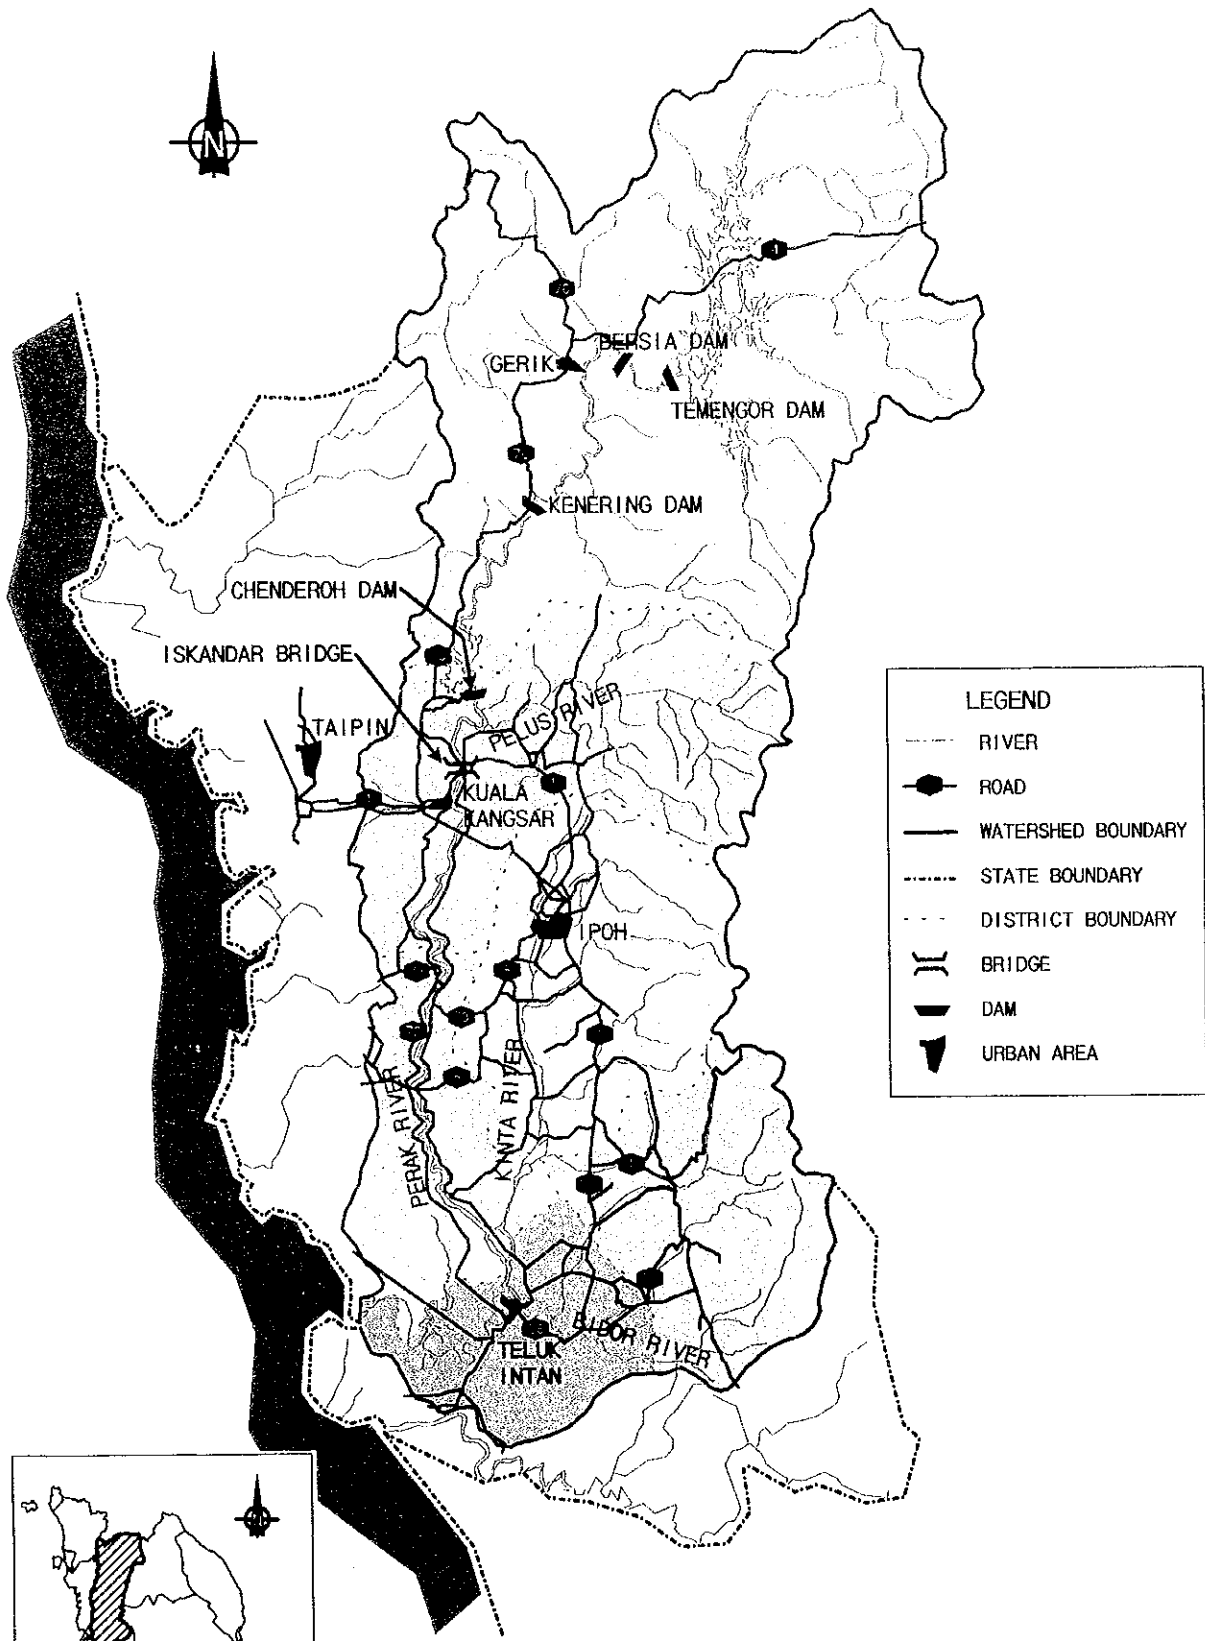 N
BERSIA DAM
GERIK
TEMENGOR DAM
KENERING DAM
CHENDEROH DAM
ISKANDAR BRIDGE
PELUS RIVER
TAIPIN
KUALA
KANGSAR
IPOH
PERAK RIVER
KINTA RIVER
BIDOR RIVER
TELUK
INTAN
LEGEND
RIVER
ROAD
WATERSHED BOUNDARY
STATE BOUNDARY
DISTRICT BOUNDARY
BRIDGE
DAM
URBAN AREA